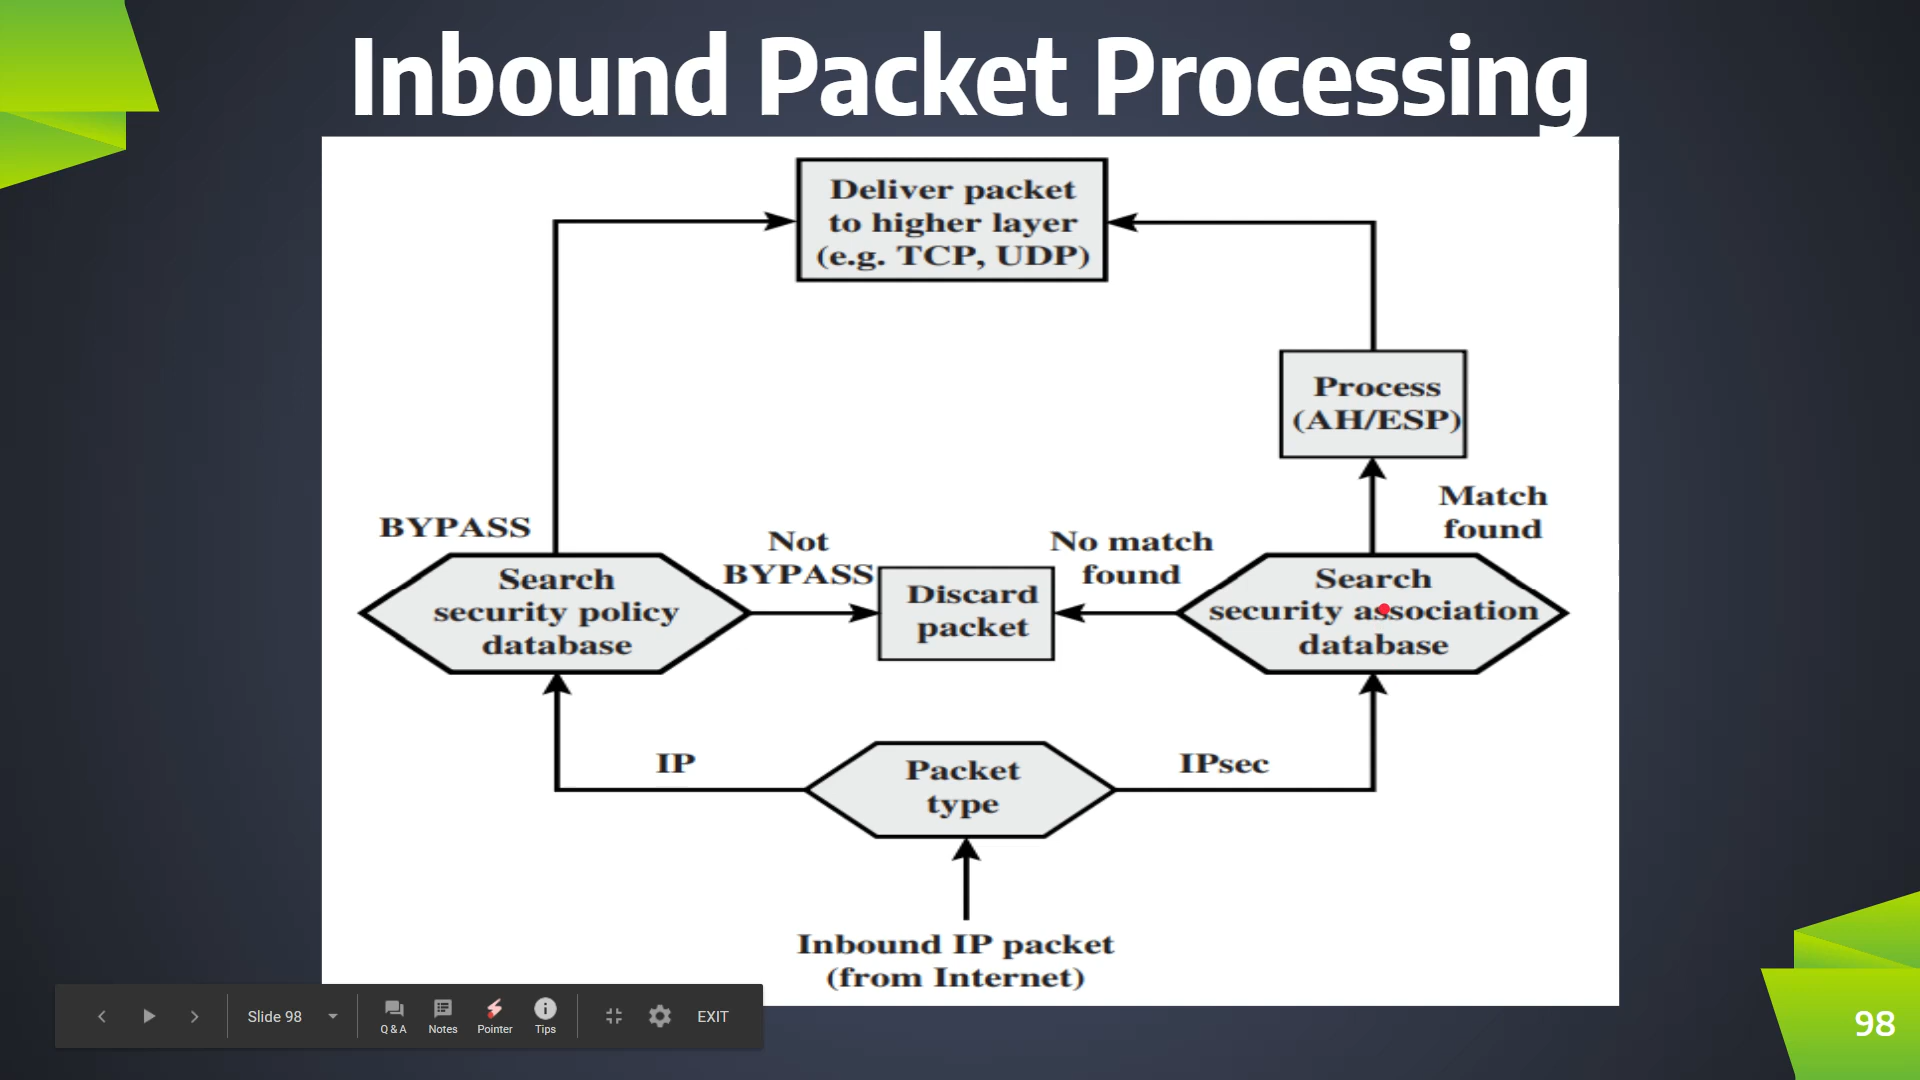 Inbound Packet Processing
Deliver packet
to higher layer
(e.g. TCP, UDP)
Process
(AH/ESP)
Match
found
BYPASS
Not
BYPASS
No match
found
Search
security policy
database
Discard
packet
Search
security association
database
IP
Packet
type
IPsec
Inbound IP packet
(from Internet)
Slide 98
Q & A
Notes
Pointer
Tips
EXIT
98